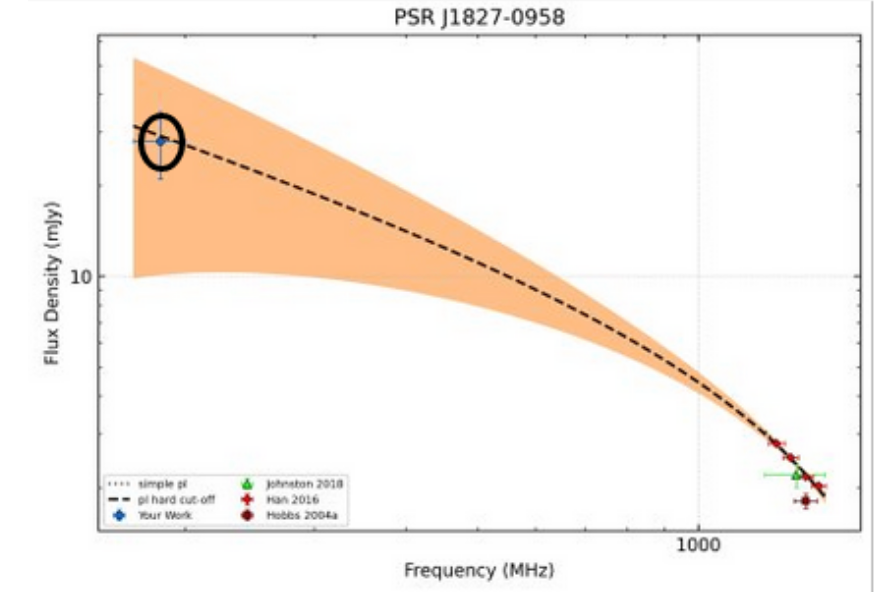 PSR J1827-0958
Flux Density (mJy)
10
simple pl
pl hard cut-off
Your Work
Johnston 2018
Han 2016
Hobbs 2004a
1000
Frequency (MHz)